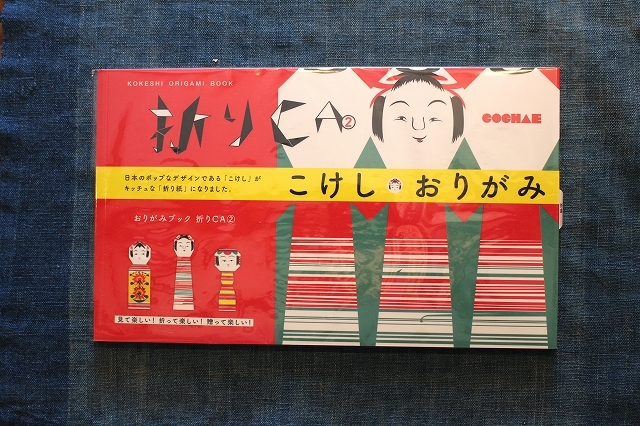 KOKESHI ORIGAMI BOOK
折りCA②
COCHAE
日本のポップなデザインである「こけし」が
キッチュな「折り紙」になりました。
こけし おりがみ
おりがみブック 折りCA②
見て楽しい！折って楽しい！贈って楽しい！